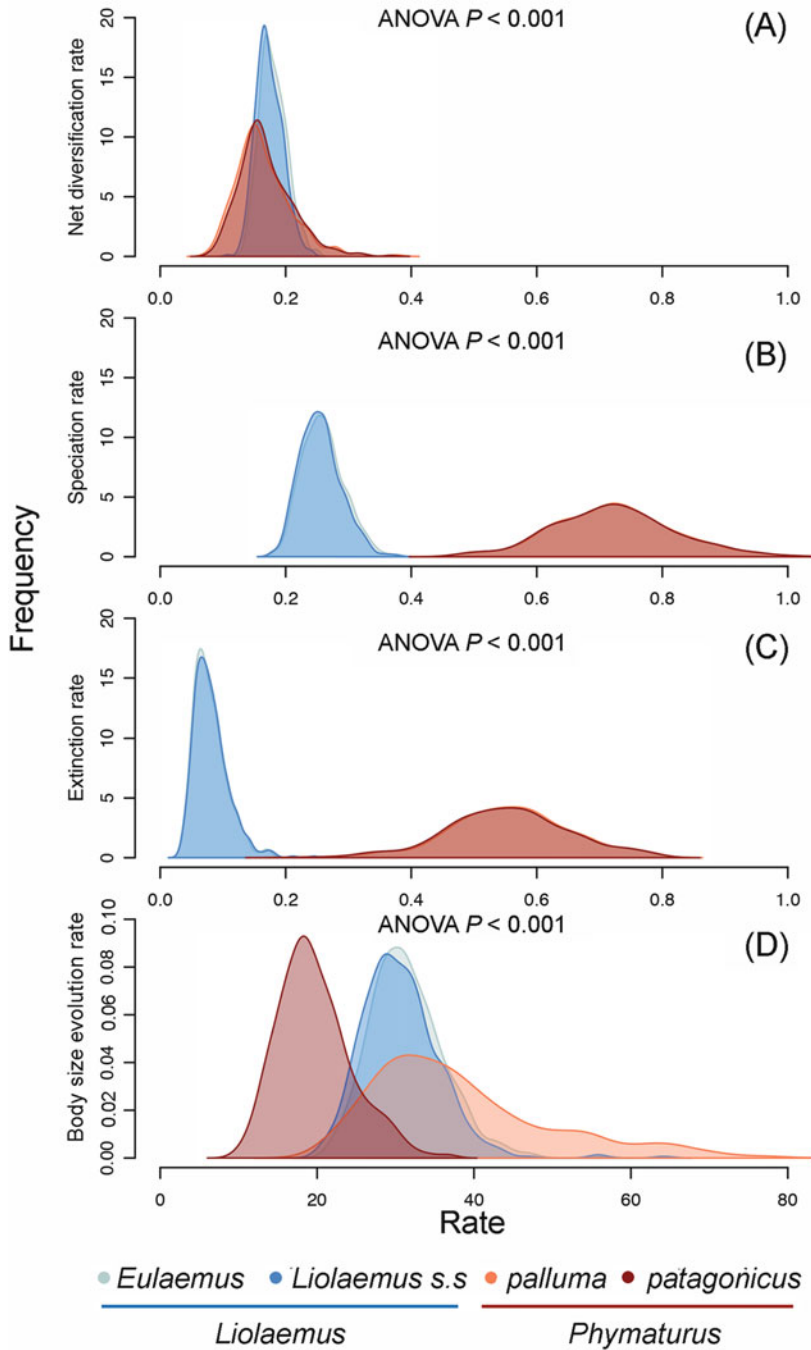 ANOVA P < 0.001
(A)
Net diversification rate
20
15
10
5
0
0.0 0.2 0.4 0.6 0.8 1.0
ANOVA P < 0.001
(B)
Speciation rate
20
15
10
5
0
0.0 0.2 0.4 0.6 0.8 1.0
Frequency
ANOVA P < 0.001
(C)
Extinction rate
20
15
10
5
0
0.0 0.2 0.4 0.6 0.8 1.0
ANOVA P < 0.001
(D)
Body size evolution rate
0.10
0.08
0.06
0.04
0.02
0.00
0 20 40 60 80
Rate
Eulaemus Liolaemus s.s palluma patagonicus
Liolaemus Phymaturus